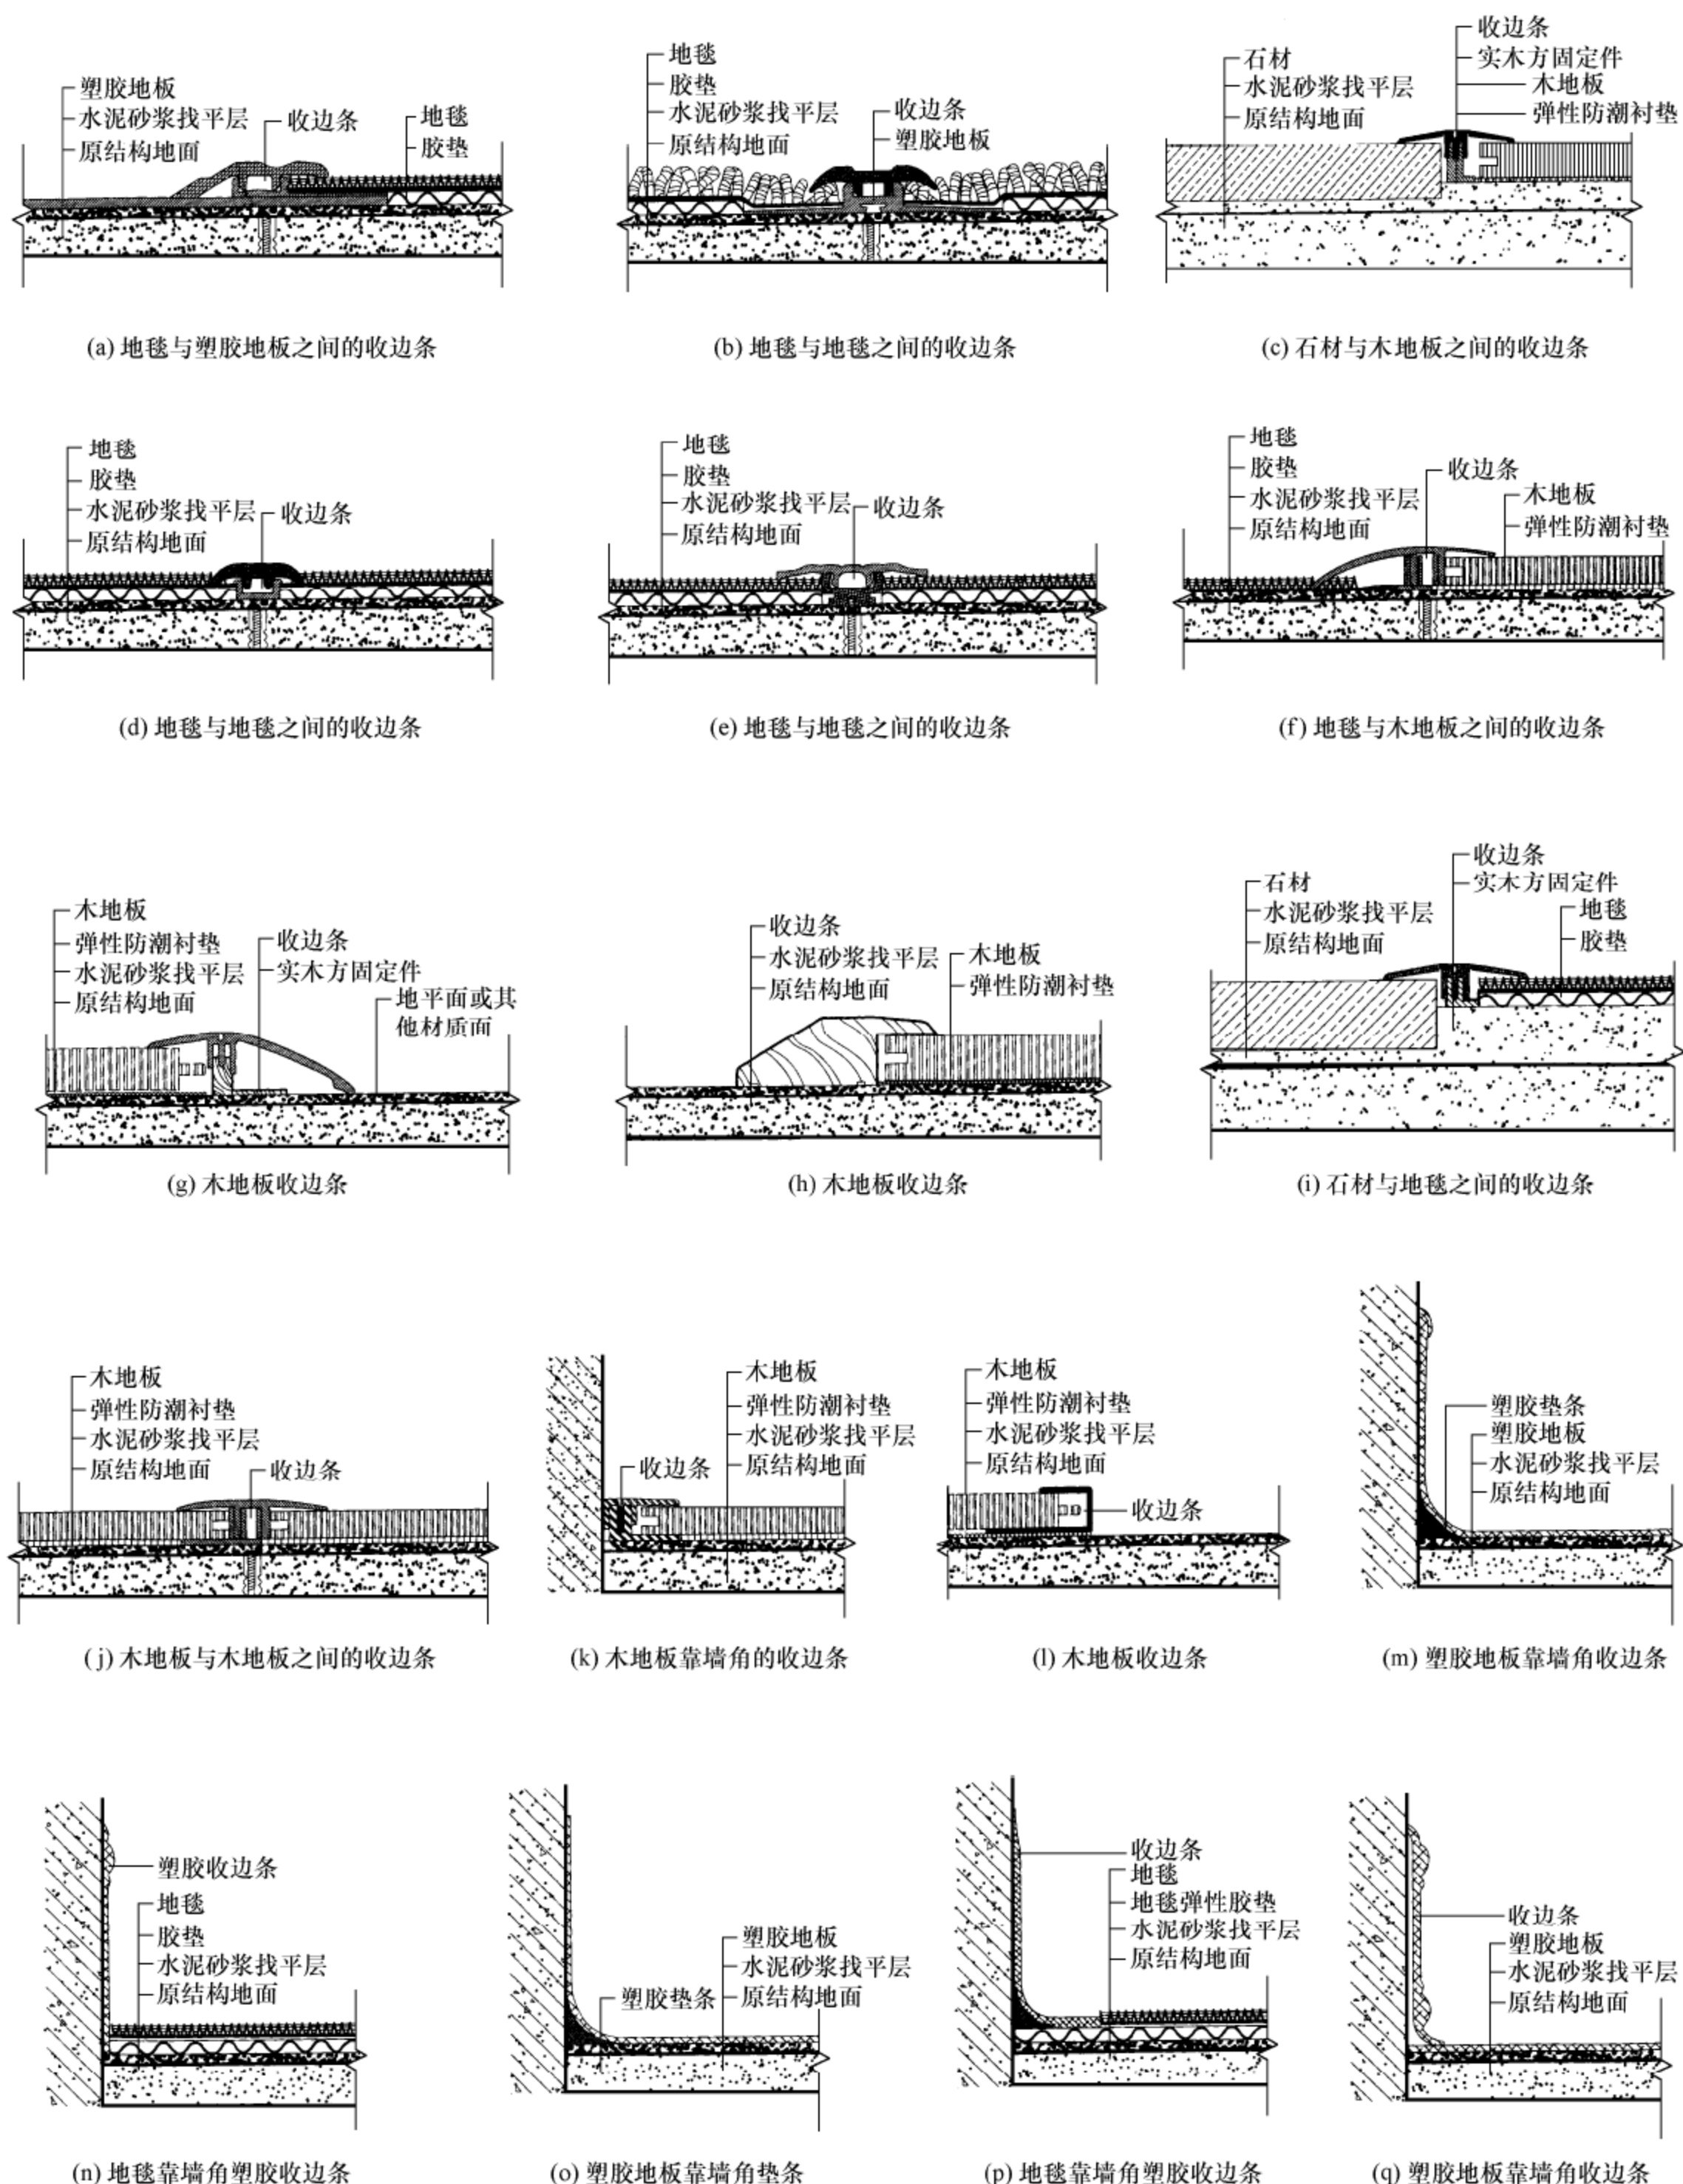 塑胶地板
水泥砂浆找平层
原结构地面
收边条
地毯
胶垫
(a) 地毯与塑胶地板之间的收边条
地毯
胶垫
水泥砂浆找平层
原结构地面
收边条
塑胶地板
(b) 地毯与地毯之间的收边条
石材
水泥砂浆找平层
原结构地面
收边条
实木方固定件
木地板
弹性防潮衬垫
(c) 石材与木地板之间的收边条
地毯
胶垫
水泥砂浆找平层
原结构地面
收边条
(d) 地毯与地毯之间的收边条
地毯
胶垫
水泥砂浆找平层
原结构地面
收边条
(e) 地毯与地毯之间的收边条
地毯
胶垫
水泥砂浆找平层
原结构地面
收边条
木地板
弹性防潮衬垫
(f) 地毯与木地板之间的收边条
木地板
弹性防潮衬垫
水泥砂浆找平层
原结构地面
收边条
实木方固定件
地平面或其
他材质面
(g) 木地板收边条
收边条
水泥砂浆找平层
原结构地面
木地板
弹性防潮衬垫
(h) 木地板收边条
石材
水泥砂浆找平层
原结构地面
收边条
实木方固定件
地毯
胶垫
(i) 石材与地毯之间的收边条
木地板
弹性防潮衬垫
水泥砂浆找平层
原结构地面
收边条
(j) 木地板与木地板之间的收边条
收边条
木地板
弹性防潮衬垫
水泥砂浆找平层
原结构地面
(k) 木地板靠墙角的收边条
木地板
弹性防潮衬垫
水泥砂浆找平层
原结构地面
收边条
(l) 木地板收边条
塑胶垫条
塑胶地板
水泥砂浆找平层
原结构地面
(m) 塑胶地板靠墙角收边条
塑胶收边条
地毯
胶垫
水泥砂浆找平层
原结构地面
(n) 地毯靠墙角塑胶收边条
塑胶垫条
塑胶地板
水泥砂浆找平层
原结构地面
(o) 塑胶地板靠墙角垫条
收边条
地毯
地毯弹性胶垫
水泥砂浆找平层
原结构地面
(p) 地毯靠墙角塑胶收边条
收边条
塑胶地板
水泥砂浆找平层
原结构地面
(q) 塑胶地板靠墙角收边条